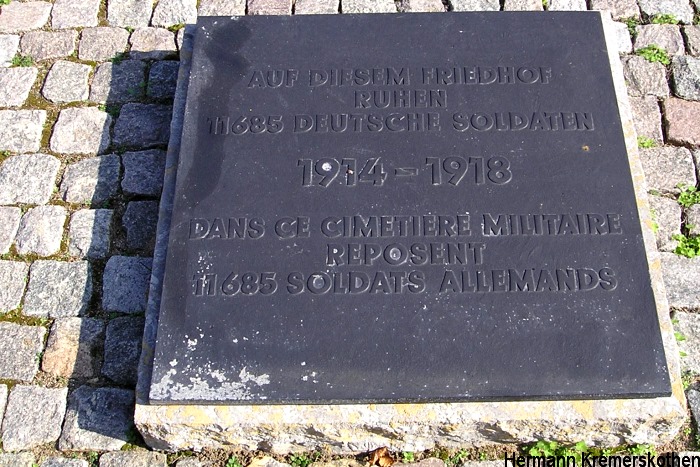 AUF DIESEM FRIEDHOF
RUHEN
11685 DEUTSCHE SOLDATEN
1914 - 1918
DANS CE CIMETIÈRE MILITAIRE
REPOSENT
11685 SOLDATS ALLEMANDS
Hermann Kremerskothen